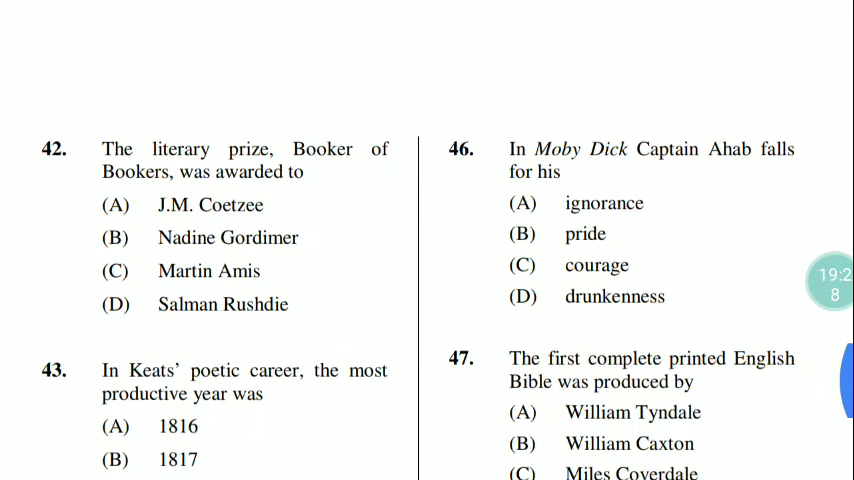 42. The literary prize, Booker of
Bookers, was awarded to
(A) J.M. Coetzee
(B) Nadine Gordimer
(C) Martin Amis
(D) Salman Rushdie
43. In Keats' poetic career, the most
productive year was
(A) 1816
(B) 1817
46. In Moby Dick Captain Ahab falls
for his
(A) ignorance
(B) pride
(C) courage
(D) drunkenness
47. The first complete printed English
Bible was produced by
(A) William Tyndale
(B) William Caxton
(C) Miles Coverdale
19:2
8